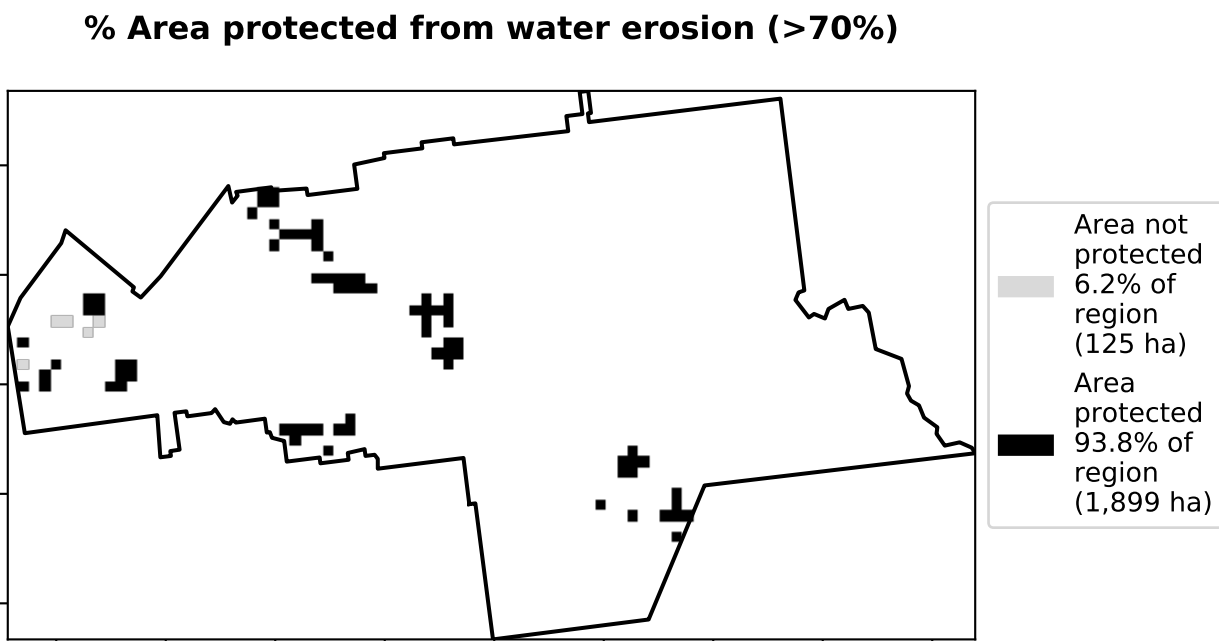 % Area protected from water erosion (>70%)
Area not
protected
6.2% of
region
(125 ha)
Area
protected
93.8% of
region
(1,899 ha)